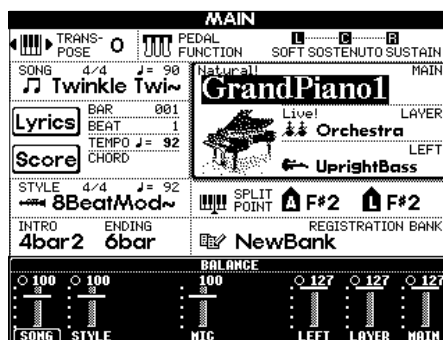 MAIN
TRANS-
POSE 0
PEDAL
FUNCTION
L C R
SOFT SOSTENUTO SUSTAIN
SONG 4/4 ♩= 90
Twinkle Twi~
Natural! MAIN
GrandPiano1
Lyrics
BAR 001
BEAT 1
TEMPO ♩= 92
CHORD
Score
Live! LAYER
Orchestra
LEFT
UprightBass
STYLE 4/4 ♩= 92
8BeatMod~
SPLIT
POINT A F#2 L F#2
INTRO ENDING
4bar2 6bar
REGISTRATION BANK
NewBank
BALANCE
100 100 100 127 127 127
SONG STYLE MIC LEFT LAYER MAIN